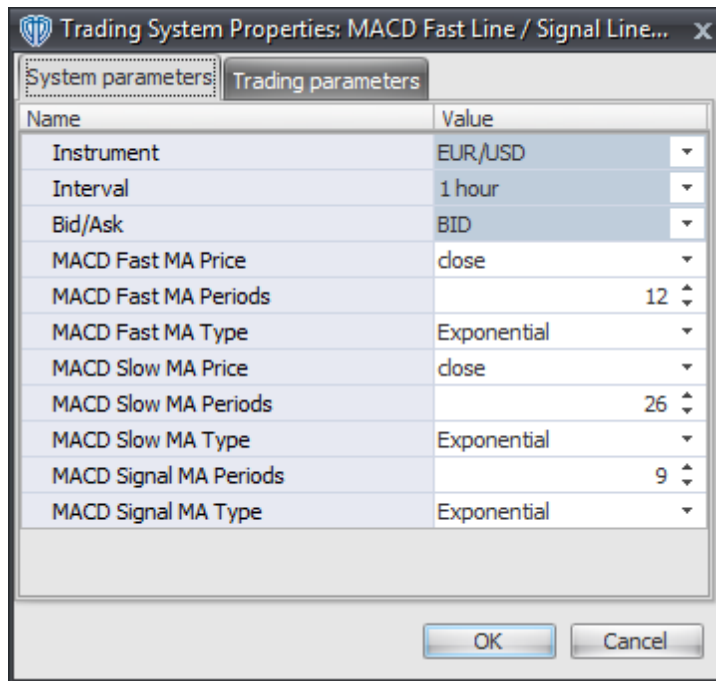 Trading System Properties: MACD Fast Line / Signal Line... x
System parameters Trading parameters
Name Value
Instrument EUR/USD
Interval 1 hour
Bid/Ask BID
MACD Fast MA Price close
MACD Fast MA Periods 12
MACD Fast MA Type Exponential
MACD Slow MA Price close
MACD Slow MA Periods 26
MACD Slow MA Type Exponential
MACD Signal MA Periods 9
MACD Signal MA Type Exponential
OK Cancel